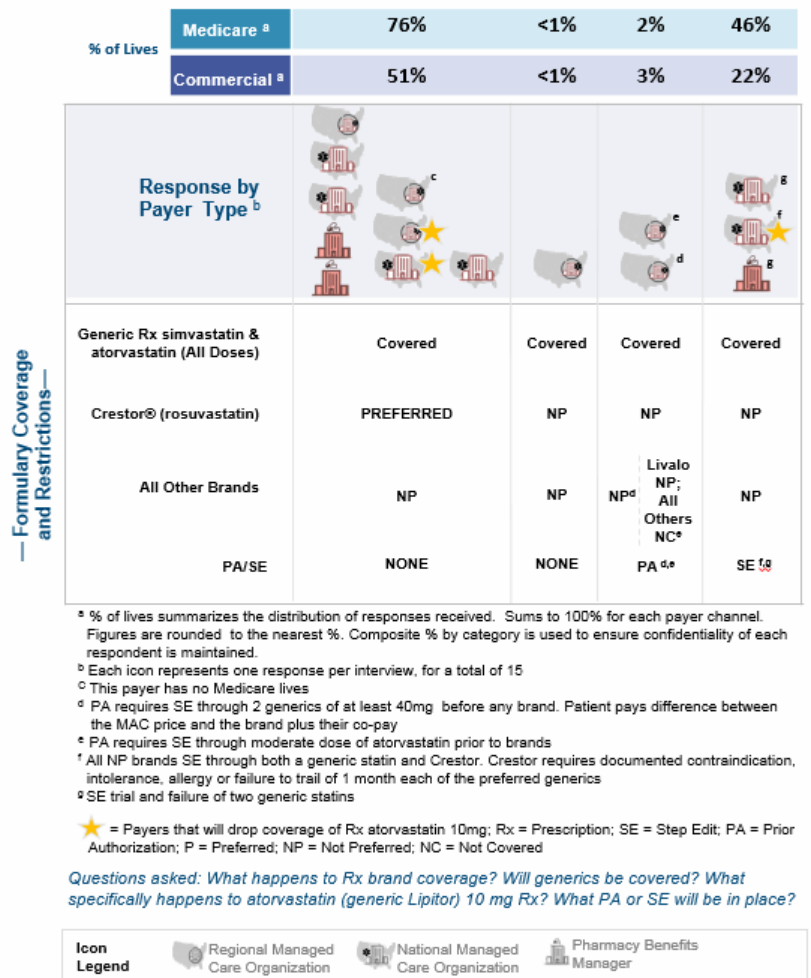 % of Lives
Medicare a 76% <1% 2% 46%
Commercial a 51% <1% 3% 22%
Response by
Payer Type b
c
e
d
g
f
g
— Formulary Coverage
and Restrictions—
Generic Rx simvastatin &
atorvastatin (All Doses)
Covered Covered Covered Covered
Crestor® (rosuvastatin) PREFERRED NP NP NP
All Other Brands NP NP NPd
Livalo
NP;
All
Others
NCe
NP
PA/SE NONE NONE PA d,e SE f,g
a % of lives summarizes the distribution of responses received. Sums to 100% for each payer channel.
Figures are rounded to the nearest %. Composite % by category is used to ensure confidentiality of each
respondent is maintained.
b Each icon represents one response per interview, for a total of 15
C This payer has no Medicare lives
d PA requires SE through 2 generics of at least 40mg before any brand. Patient pays difference between
the MAC price and the brand plus their co-pay
e PA requires SE through moderate dose of atorvastatin prior to brands
f All NP brands SE through both a generic statin and Crestor. Crestor requires documented contraindication,
intolerance, allergy or failure to trail of 1 month each of the preferred generics
g SE trial and failure of two generic statins
= Payers that will drop coverage of Rx atorvastatin 10mg; Rx = Prescription; SE = Step Edit; PA = Prior
Authorization; P = Preferred; NP = Not Preferred; NC = Not Covered
Questions asked: What happens to Rx brand coverage? Will generics be covered? What
specifically happens to atorvastatin (generic Lipitor) 10 mg Rx? What PA or SE will be in place?
Icon
Legend
Regional Managed
Care Organization
National Managed
Care Organization
Pharmacy Benefits
Manager